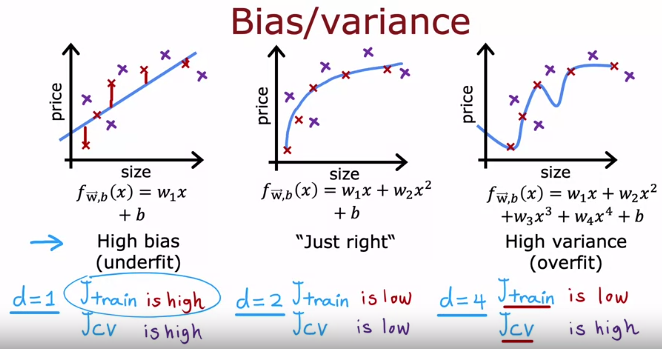 Bias/variance
price
size
f_{\vec{w},b}(x) = w_1x
+ b
High bias
(underfit)
d=1 J_{train} is high
J_{CV} is high
price
size
f_{\vec{w},b}(x) = w_1x + w_2x^2
+ b
"Just right"
d=2 J_{train} is low
J_{CV} is low
price
size
f_{\vec{w},b}(x) = w_1x + w_2x^2
+w_3x^3 + w_4x^4 + b
High variance
(overfit)
d=4 J_{train} is low
J_{CV} is high